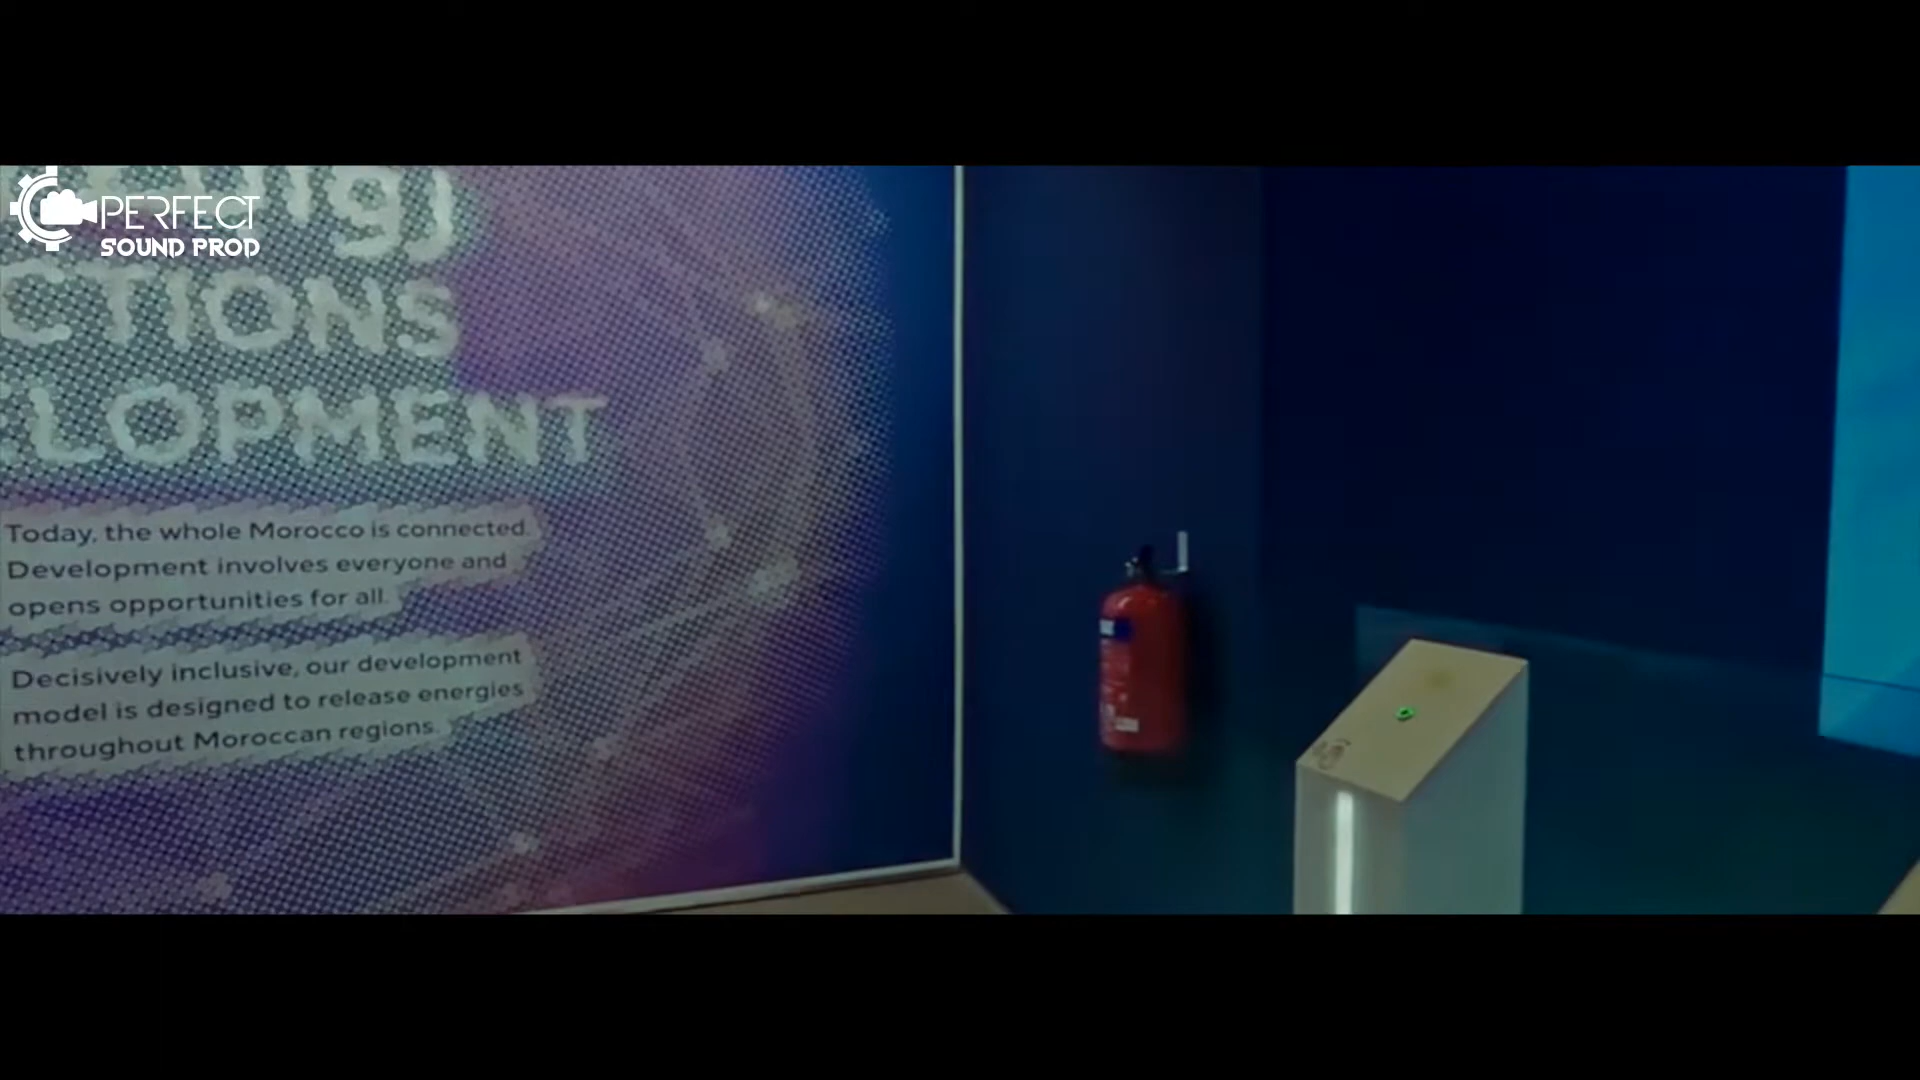 PERFECT
SOUND PROD
CTIONS
LOPMENT
Today, the whole Morocco is connected.
Development involves everyone and
opens opportunities for all.
Decisively inclusive, our development
model is designed to release energies
throughout Moroccan regions.